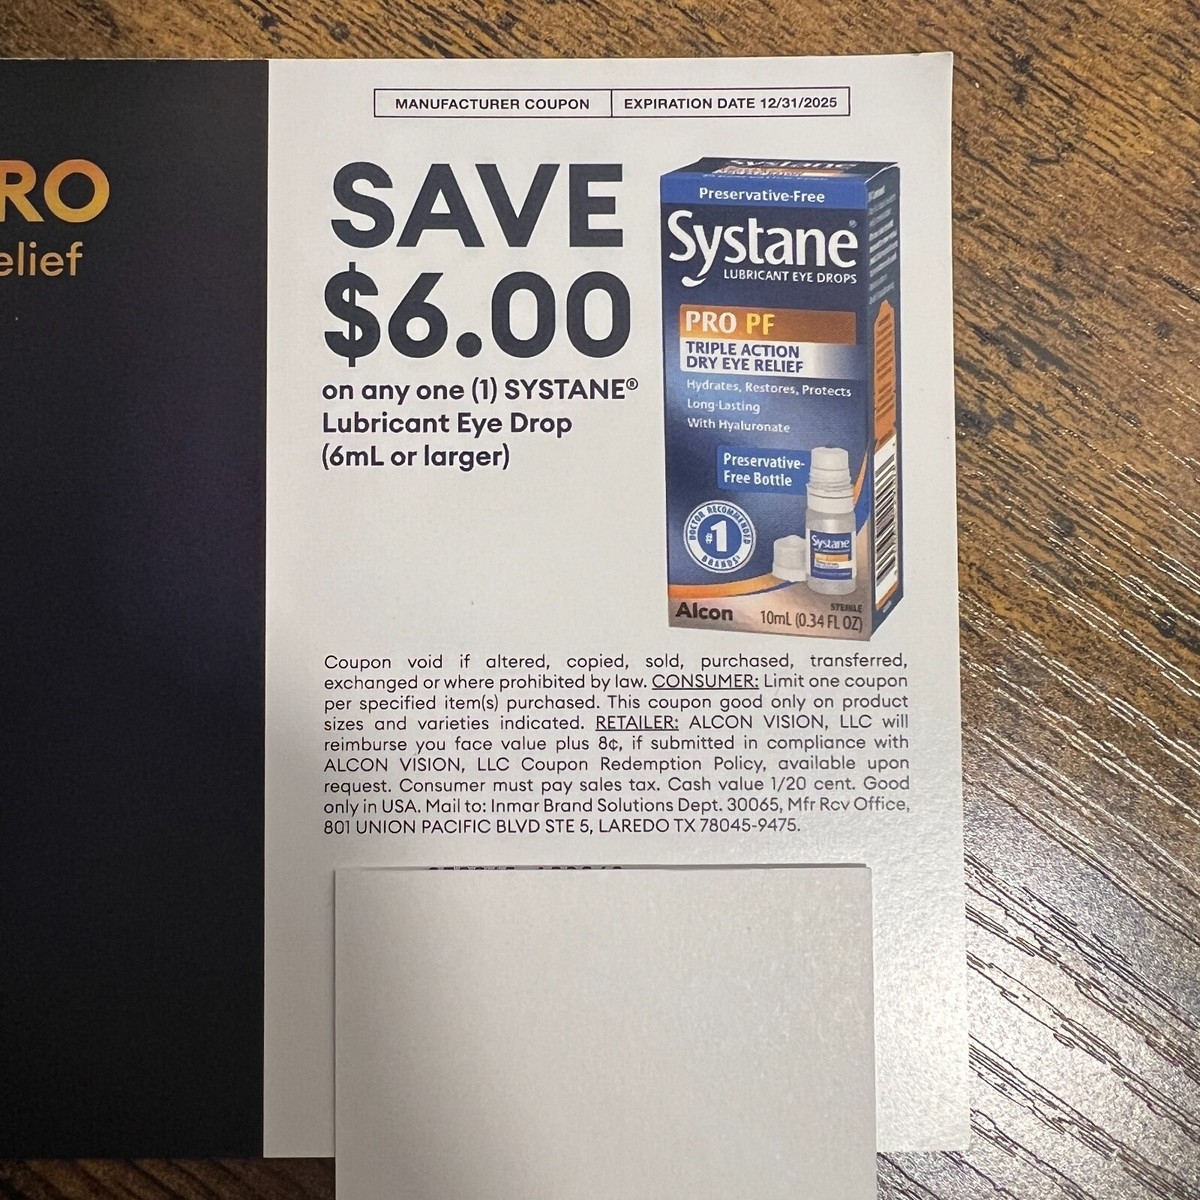 RO
elief
MANUFACTURER COUPON
EXPIRATION DATE 12/31/2025
SAVE
$6.00
on any one (1) SYSTANE®
Lubricant Eye Drop
(6mL or larger)
Systane
Preservative-Free
Systane®
LUBRICANT EYE DROPS
PRO PF
TRIPLE ACTION
DRY EYE RELIEF
Hydrates, Restores, Protects
Long-Lasting
With Hyaluronate
Preservative-
Free Bottle
DOCTOR RECOMMENDED
#1
BRAND
Systane
Alcon
STERILE
10mL (0.34 FL OZ)
Coupon void if altered, copied, sold, purchased, transferred,
exchanged or where prohibited by law. CONSUMER: Limit one coupon
per specified item(s) purchased. This coupon good only on product
sizes and varieties indicated. RETAILER: ALCON VISION, LLC will
reimburse you face value plus 8¢, if submitted in compliance with
ALCON VISION, LLC Coupon Redemption Policy, available upon
request. Consumer must pay sales tax. Cash value 1/20 cent. Good
only in USA. Mail to: Inmar Brand Solutions Dept. 30065, Mfr Rcv Office,
801 UNION PACIFIC BLVD STE 5, LAREDO TX 78045-9475.